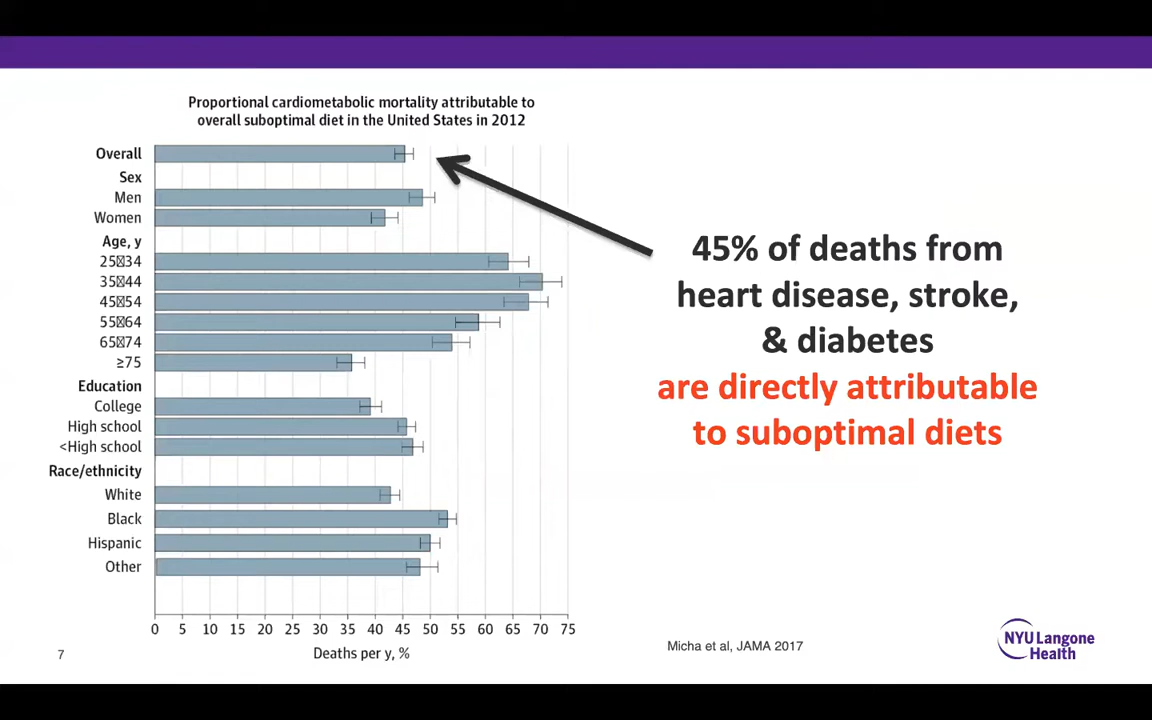 Proportional cardiometabolic mortality attributable to
overall suboptimal diet in the United States in 2012
Overall
Sex
Men
Women
Age, y
25▯34
35▯44
45▯54
55▯64
65▯74
≥75
Education
College
High school
<High school
Race/ethnicity
White
Black
Hispanic
Other
0 5 10 15 20 25 30 35 40 45 50 55 60 65 70 75
Deaths per y, %
45% of deaths from
heart disease, stroke,
& diabetes
are directly attributable
to suboptimal diets
Micha et al, JAMA 2017
7
NYU Langone
Health